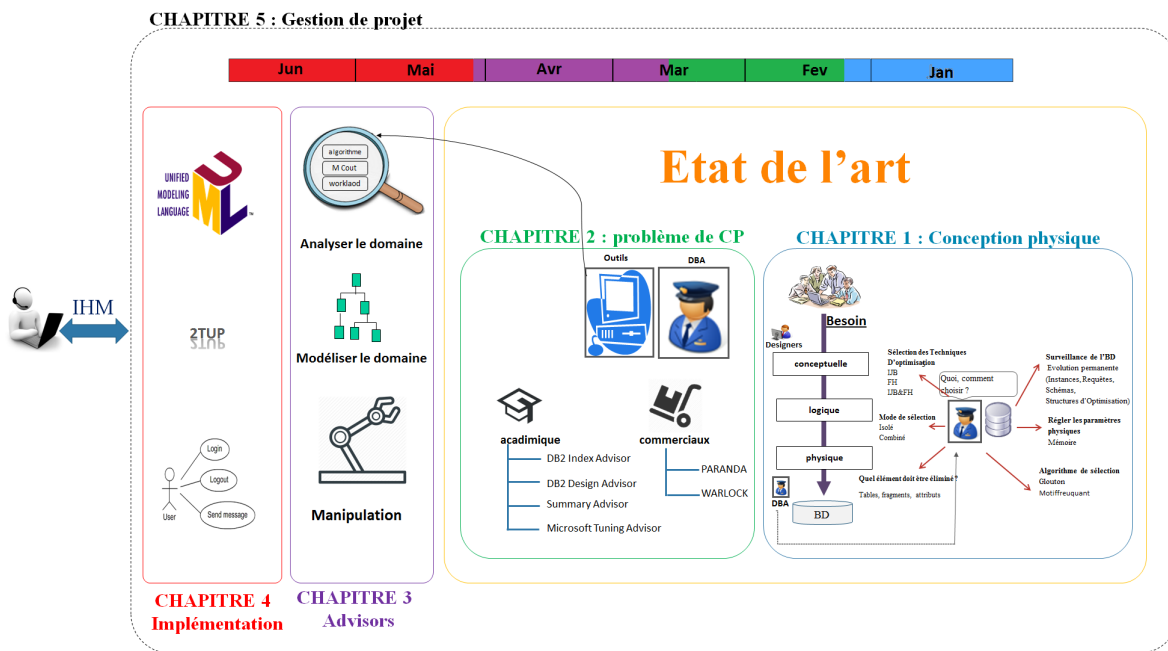 CHAPITRE 5 : Gestion de projet
Jun
Mai
Avr
Mar
Fev
Jan
IHM
UNIFIED
MODELING
LANGUAGE
UML
TM
2TUP
Login
Logout
Send message
User
CHAPITRE 4
Implémentation
algorithme
M Cout
worklaod
Analyser le domaine
Modéliser le domaine
Manipulation
CHAPITRE 3
Advisors
Etat de l’art
CHAPITRE 2 : problème de CP
Outils
DBA
acadimique
DB2 Index Advisor
DB2 Design Advisor
Summary Advisor
Microsoft Tuning Advisor
commerciaux
PARANDA
WARLOCK
CHAPITRE 1 : Conception physique
Besoin
Designers
conceptuelle
logique
physique
DBA
BD
Sélection des Techniques
D’optimisation
IJB
FH
IJB&FH
Quoi, comment
choisir ?
Mode de sélection
Isolé
Combiné
Quel élément doit être éliminé ?
Tables, fragments, attributs
Surveillance de l’BD
Evolution permanente
(Instances, Requêtes,
Schémas,
Structures d’Optimisation)
Régler les paramètres
physiques
Mémoire
Algorithme de sélection
Glouton
Motiffreuquant